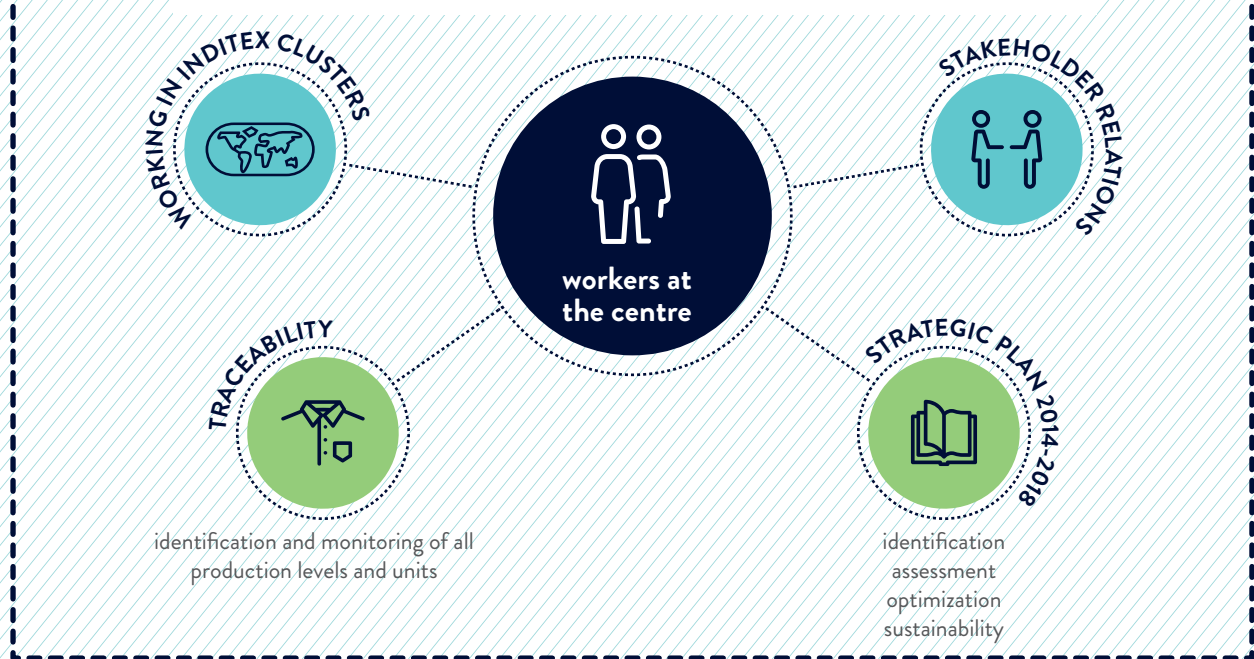 WORKING IN INDITEX CLUSTERS
STAKEHOLDER RELATIONS
workers at
the centre
TRACEABILITY
identification and monitoring of all
production levels and units
STRATEGIC PLAN 2014-2018
identification
assessment
optimization
sustainability